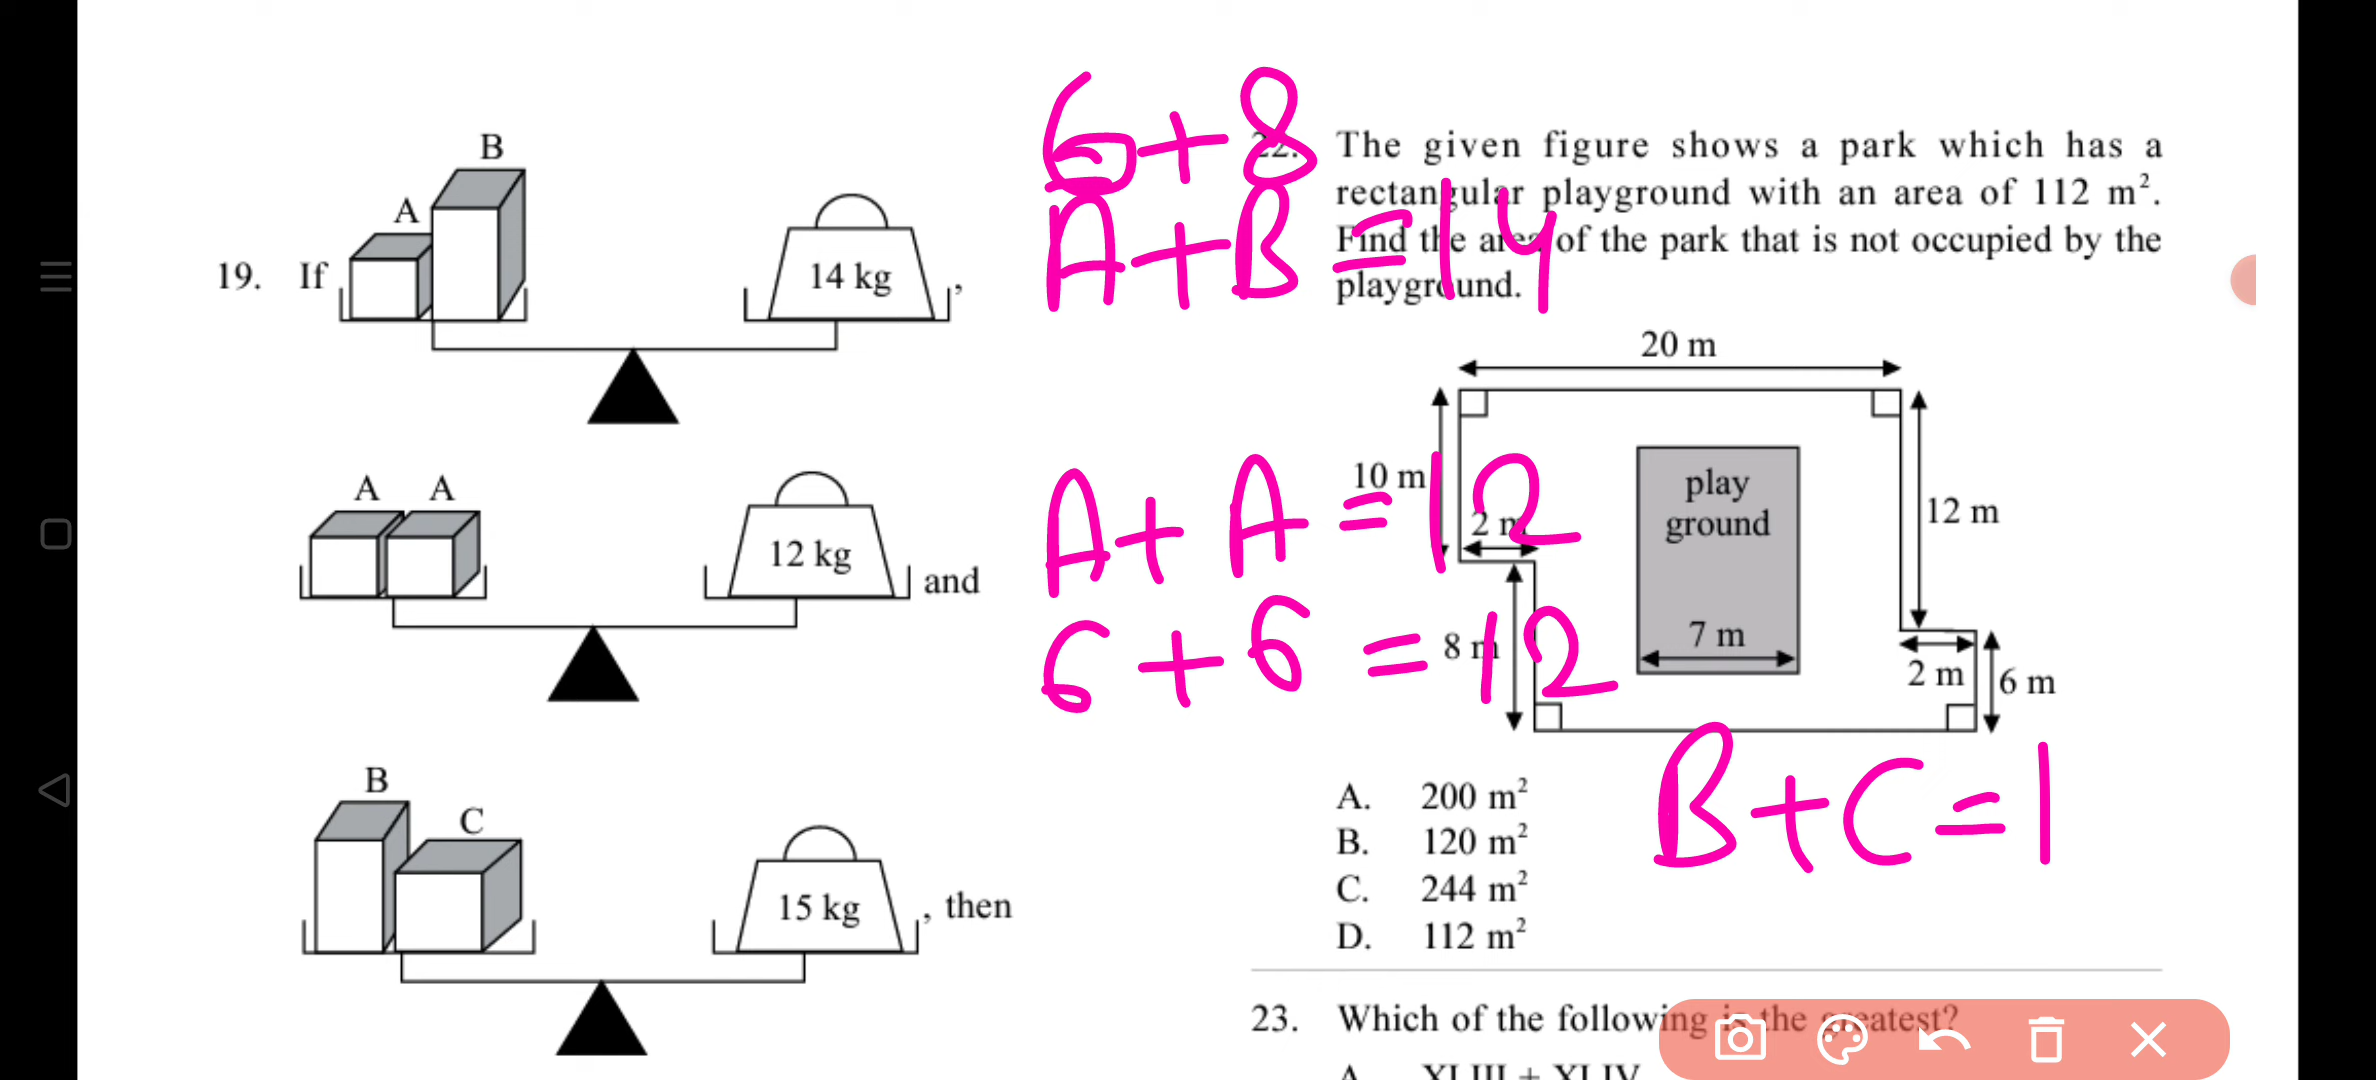 B
A
19. If
14 kg
,
A A
12 kg
and
B
C
15 kg
, then
6+8
A+B=14
A+A=12
6+6=12
B+C=1
22. The given figure shows a park which has a
rectangular playground with an area of 112 m².
Find the area of the park that is not occupied by the
playground.
20 m
10 m
2 m
play
ground
12 m
7 m
8 m
2 m
6 m
A. 200 m²
B. 120 m²
C. 244 m²
D. 112 m²
23. Which of the following is the greatest?
A. XLIII + XLIV